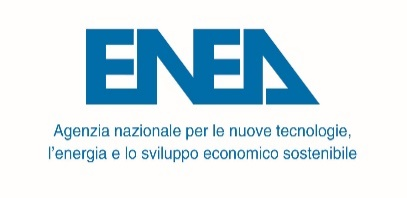 ENEA
Agenzia nazionale per le nuove tecnologie,
l'energia e lo sviluppo economico sostenibile